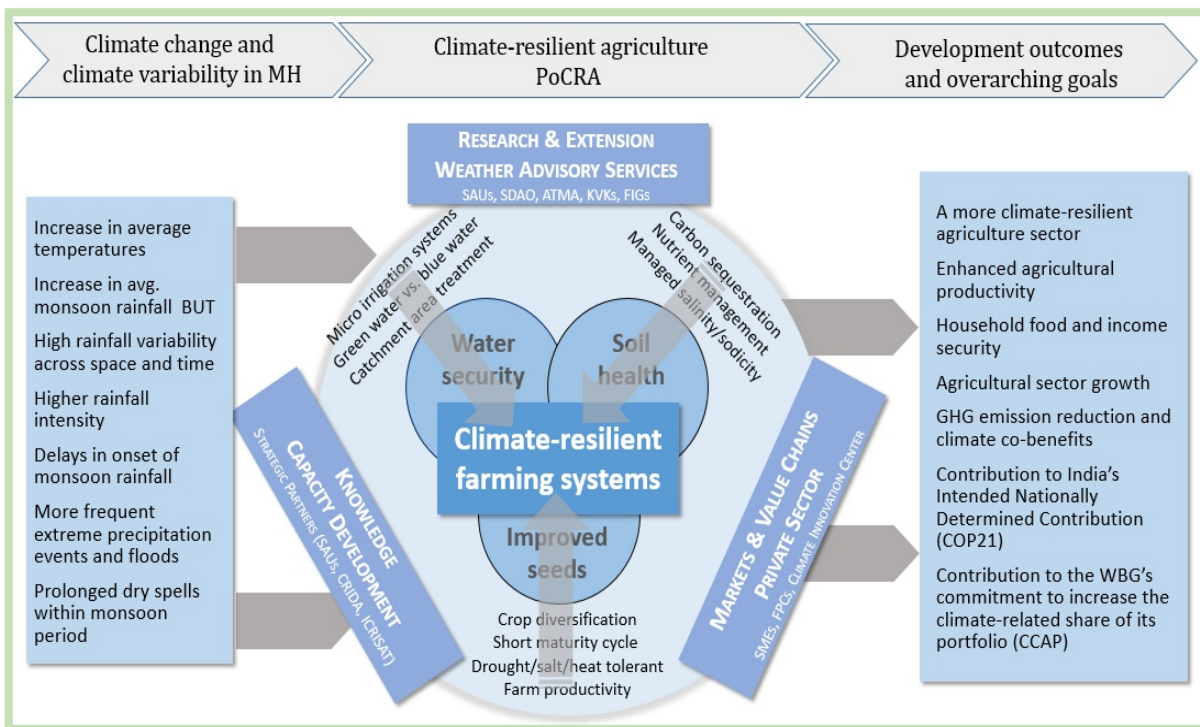 Climate change and
climate variability in MH
Climate-resilient agriculture
PoCRA
Development outcomes
and overarching goals
Increase in average
temperatures
Increase in avg.
monsoon rainfall BUT
High rainfall variability
across space and time
Higher rainfall
intensity
Delays in onset of
monsoon rainfall
More frequent
extreme precipitation
events and floods
Prolonged dry spells
within monsoon
period
RESEARCH & EXTENSION
WEATHER ADVISORY SERVICES
SAUs, SDAO, ATMA, KVKs, FIGs
Micro irrigation systems
Green water vs. blue water
Catchment area treatment
Carbon sequestration
Nutrient management
Managed salinity/sodicity
Water
security
Soil
health
Climate-resilient
farming systems
Improved
seeds
Crop diversification
Short maturity cycle
Drought/salt/heat tolerant
Farm productivity
KNOWLEDGE
CAPACITY DEVELOPMENT
STRATEGIC PARTNERS (SAUS, CRIDA, ICRISAT)
MARKETS & VALUE CHAINS
PRIVATE SECTOR
SMES, FPCS, CLIMATE INNOVATION CENTER
A more climate-resilient
agriculture sector
Enhanced agricultural
productivity
Household food and income
security
Agricultural sector growth
GHG emission reduction and
climate co-benefits
Contribution to India's
Intended Nationally
Determined Contribution
(COP21)
Contribution to the WBG's
commitment to increase the
climate-related share of its
portfolio (CCAP)